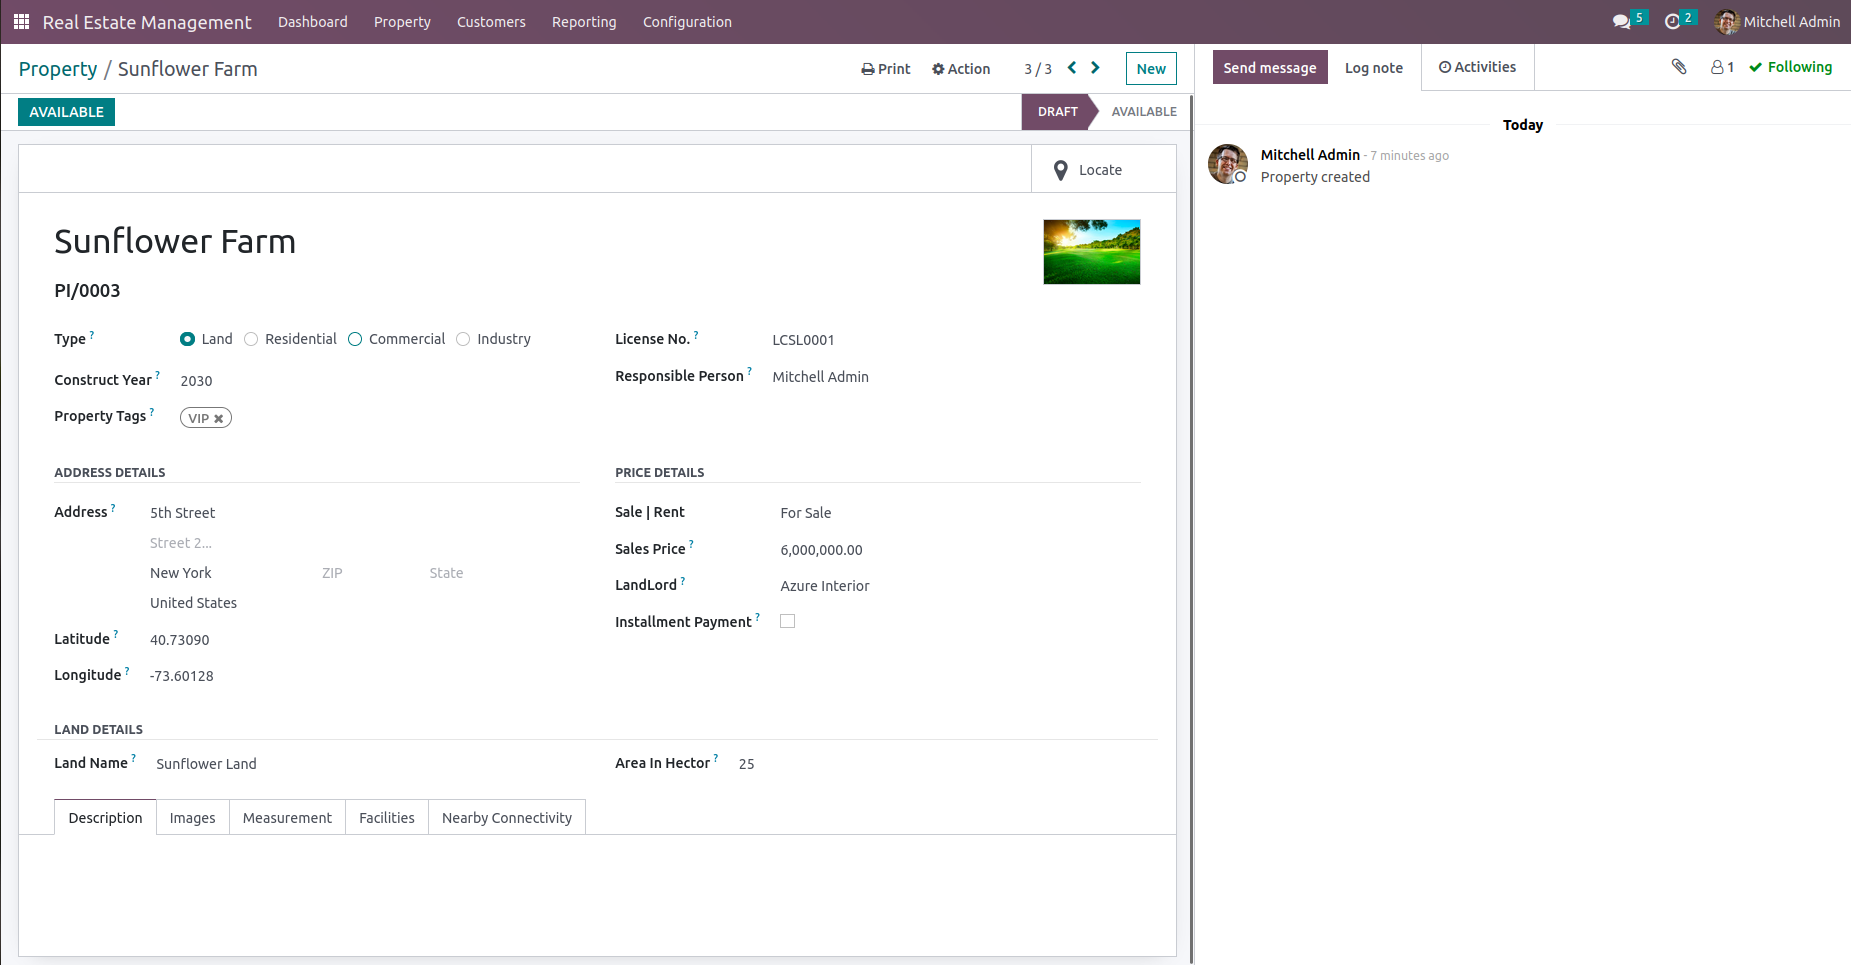 Real Estate Management Dashboard Property Customers Reporting Configuration 5 2 Mitchell Admin
Property / Sunflower Farm Print Action 3 / 3 New
AVAILABLE DRAFT AVAILABLE
Locate
Sunflower Farm
PI/0003
Type ? Land Residential Commercial Industry
Construct Year ? 2030
Property Tags ? VIP
License No. ? LCSL0001
Responsible Person ? Mitchell Admin
ADDRESS DETAILS
Address ? 5th Street
Street 2...
New York ZIP State
United States
Latitude ? 40.73090
Longitude ? -73.60128
PRICE DETAILS
Sale | Rent For Sale
Sales Price ? 6,000,000.00
LandLord ? Azure Interior
Installment Payment ?
LAND DETAILS
Land Name ? Sunflower Land
Area In Hector ? 25
Description Images Measurement Facilities Nearby Connectivity
Send message Log note Activities 1 Following
Today
Mitchell Admin - 7 minutes ago
Property created